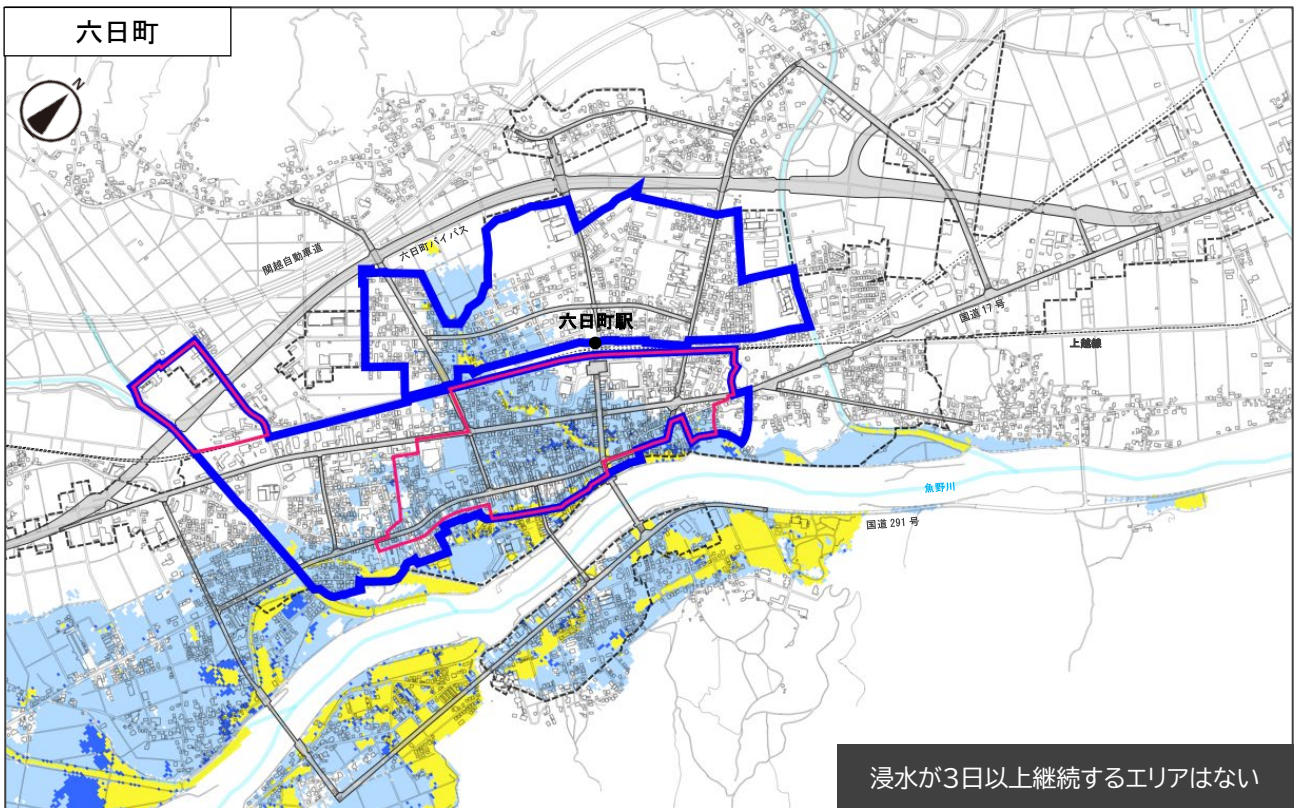 六日町
N
関越自動車道
六日町バイパス
六日町駅
国道17号
上越線
魚野川
国道291号
浸水が3日以上継続するエリアはない